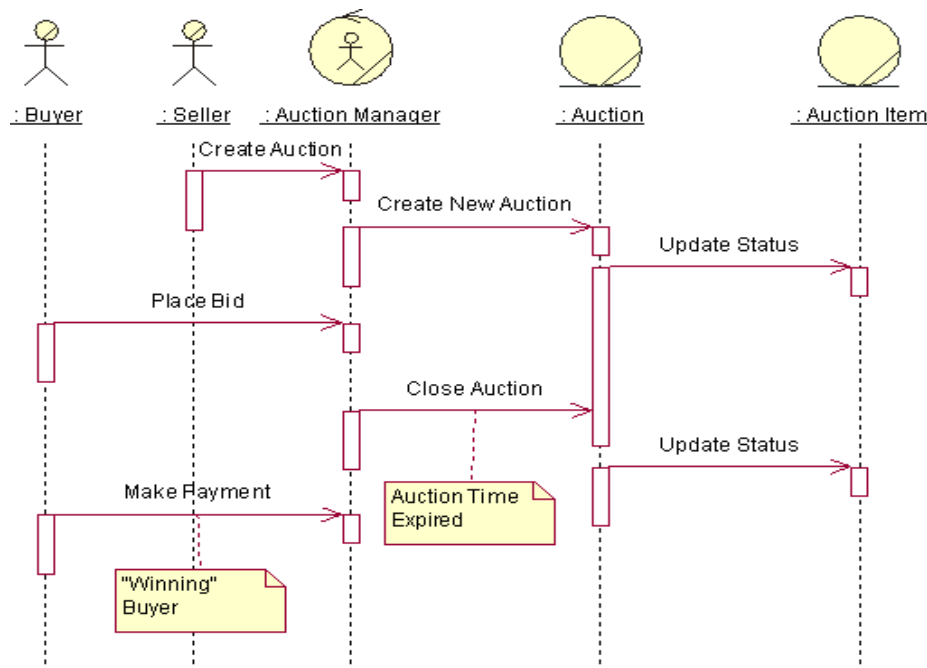 : Buyer
: Seller
: Auction Manager
: Auction
: Auction Item
Create Auction
Create New Auction
Update Status
Place Bid
Close Auction
Update Status
Make Payment
Auction Time
Expired
"Winning"
Buyer